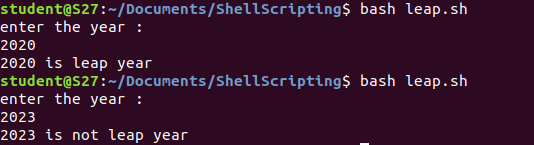 student@S27:~/Documents/ShellScripting$ bash leap.sh
enter the year :
2020
2020 is leap year
student@S27:~/Documents/ShellScripting$ bash leap.sh
enter the year :
2023
2023 is not leap year